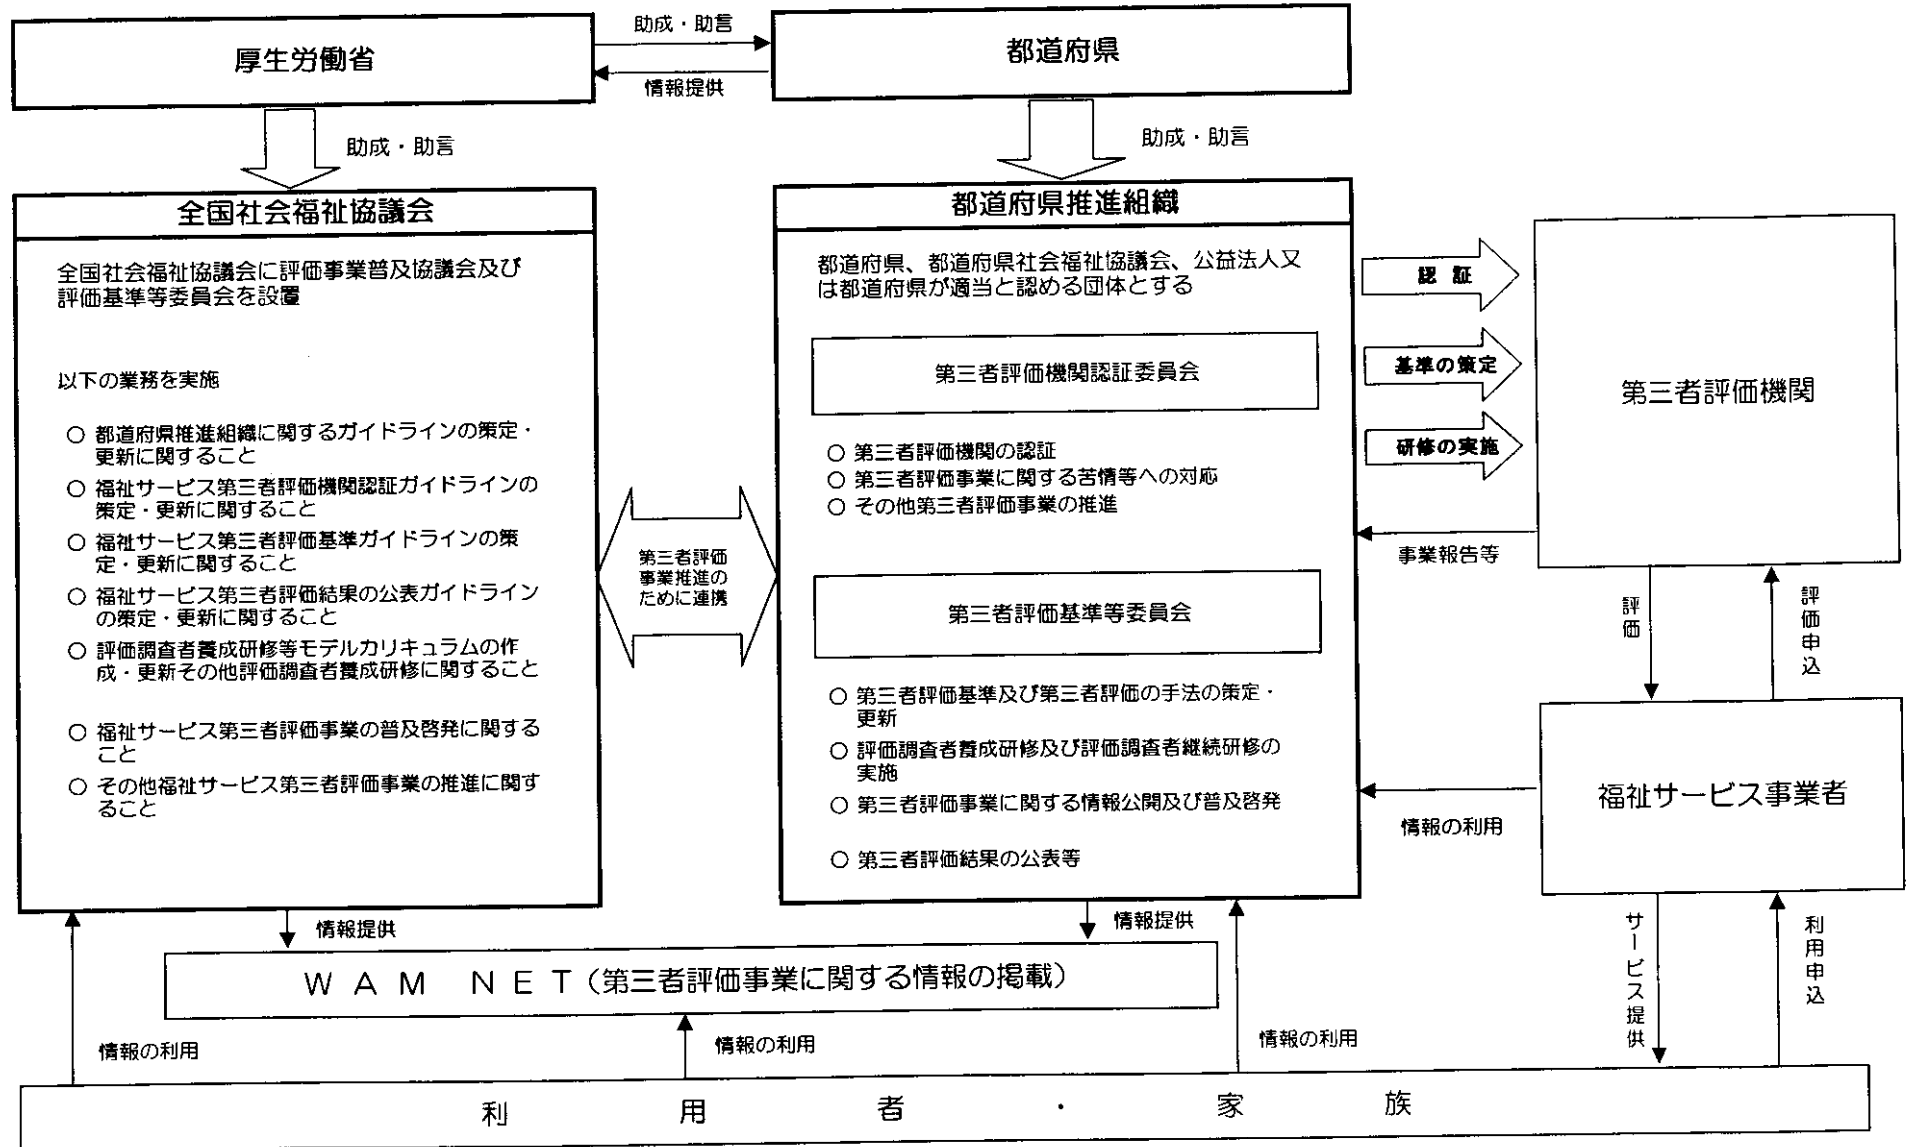 厚生労働省
助成・助言
情報提供
都道府県
助成・助言
助成・助言
全国社会福祉協議会
全国社会福祉協議会に評価事業普及協議会及び
評価基準等委員会を設置
以下の業務を実施
○ 都道府県推進組織に関するガイドラインの策定・
更新に関すること
○ 福祉サービス第三者評価機関認証ガイドラインの
策定・更新に関すること
○ 福祉サービス第三者評価基準ガイドラインの策
定・更新に関すること
○ 福祉サービス第三者評価結果の公表ガイドライン
の策定・更新に関すること
○ 評価調査者養成研修等モデルカリキュラムの作
成・更新その他評価調査者養成研修に関すること
○ 福祉サービス第三者評価事業の普及啓発に関する
こと
○ その他福祉サービス第三者評価事業の推進に関す
ること
第三者評価
事業推進の
ために連携
都道府県推進組織
都道府県、都道府県社会福祉協議会、公益法人又
は都道府県が適当と認める団体とする
第三者評価機関認証委員会
○ 第三者評価機関の認証
○ 第三者評価事業に関する苦情等への対応
○ その他第三者評価事業の推進
第三者評価基準等委員会
○ 第三者評価基準及び第三者評価の手法の策定・
更新
○ 評価調査者養成研修及び評価調査者継続研修の
実施
○ 第三者評価事業に関する情報公開及び普及啓発
○ 第三者評価結果の公表等
認 証
基準の策定
研修の実施
事業報告等
第三者評価機関
評価
評価申込
情報の利用
福祉サービス事業者
サービス提供
利用申込
情報提供
情報提供
WAM NET(第三者評価事業に関する情報の掲載)
情報の利用
情報の利用
情報の利用
利用者・家族